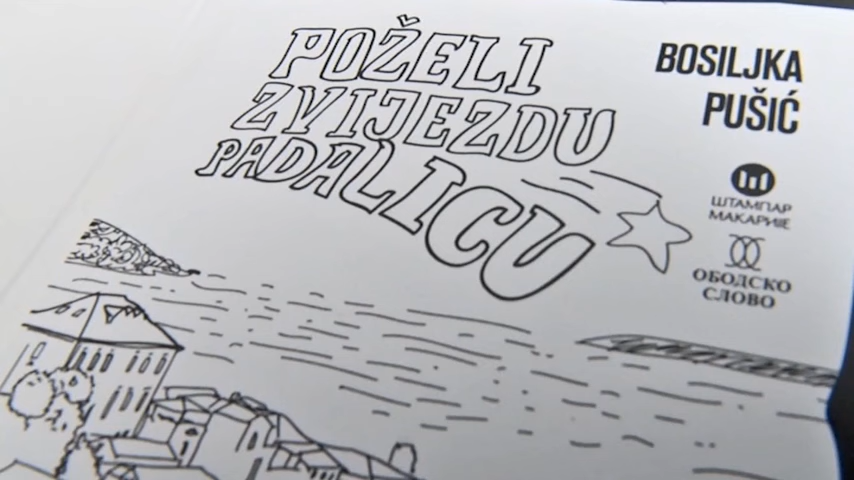 POŽELI
ZVIJEZDU
PADALICU
BOSILJKA
PUŠIĆ
ШТАМПАР
МАКАРИЈЕ
ОБОДСКО
СЛОВО